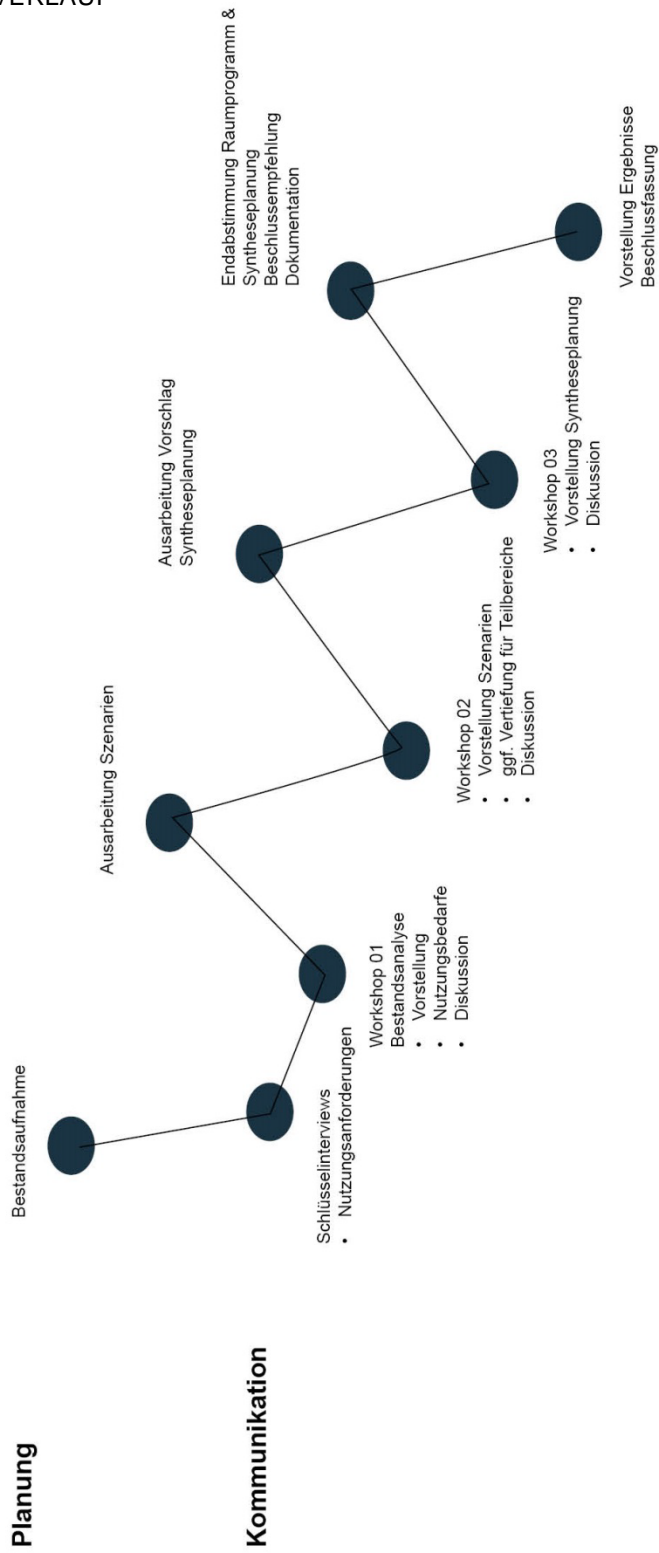 VERLAUF
Planung
Bestandsaufnahme
Ausarbeitung Szenarien
Ausarbeitung Vorschlag
Syntheseplanung
Endabstimmung Raumprogramm &
Syntheseplanung
Beschlussempfehlung
Dokumentation
Kommunikation
Schlüsselinterviews
• Nutzungsanforderungen
Workshop 01
Bestandsanalyse
• Vorstellung
• Nutzungsbedarfe
• Diskussion
Workshop 02
• Vorstellung Szenarien
• ggf. Vertiefung für Teilbereiche
• Diskussion
Workshop 03
• Vorstellung Syntheseplanung
• Diskussion
Vorstellung Ergebnisse
Beschlussfassung